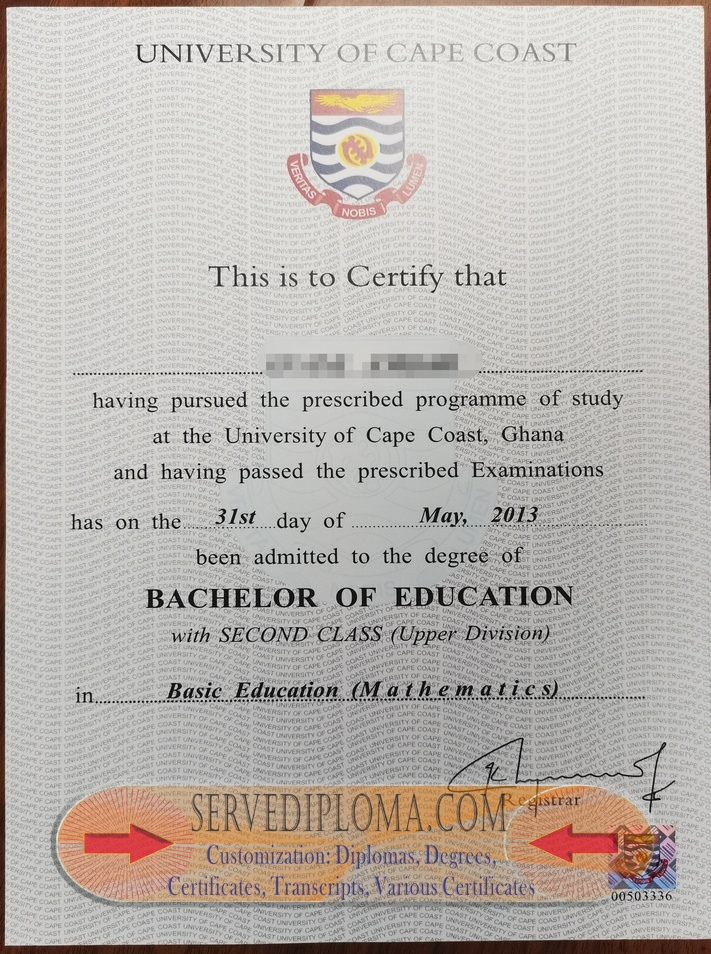 UNIVERSITY OF CAPE COAST
VERITAS NOBIS LUMEN
This is to Certify that
having pursued the prescribed programme of study
at the University of Cape Coast, Ghana
and having passed the prescribed Examinations
has on the 31st day of May, 2013
been admitted to the degree of
BACHELOR OF EDUCATION
with SECOND CLASS (Upper Division)
in Basic Education (Mathematics)
Registrar
SERVEDIPLOMA.COM
Customization: Diplomas, Degrees,
Certificates, Transcripts, Various Certificates
00503336